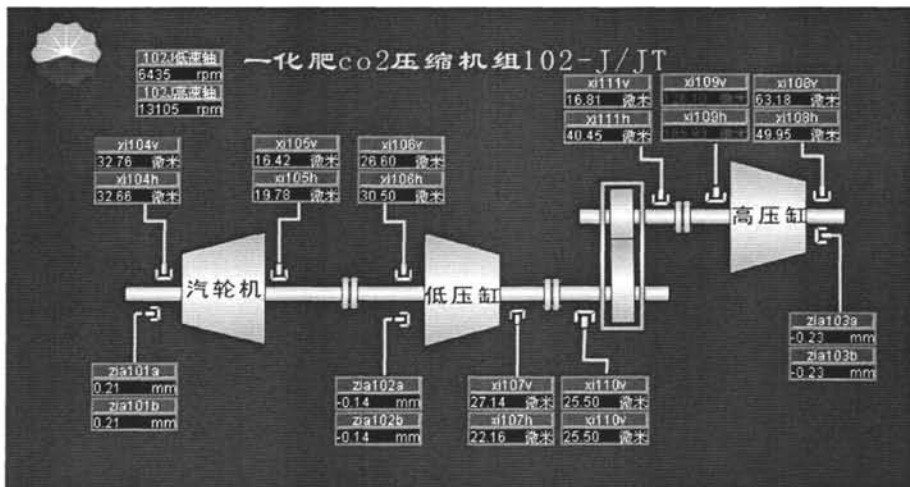 一化肥co2压缩机组102-J/JT
102J低速轴
6435 rpm
102J高速轴
13105 rpm
xi111v
16.81 微米
xi111h
40.45 微米
xi109v
微米
xi109h
微米
xi108v
63.18 微米
xi108h
49.95 微米
xi104v
32.76 微米
xi104h
32.66 微米
xi105v
16.42 微米
xi105h
19.78 微米
xi106v
26.60 微米
xi106h
30.50 微米
高压缸
汽轮机
低压缸
zia101a
0.21 mm
zia101b
0.21 mm
zia102a
-0.14 mm
zia102b
-0.14 mm
xi107v
27.14 微米
xi107h
22.16 微米
xi110v
25.50 微米
xi110v
25.50 微米
zia103a
-0.23 mm
zia103b
-0.23 mm